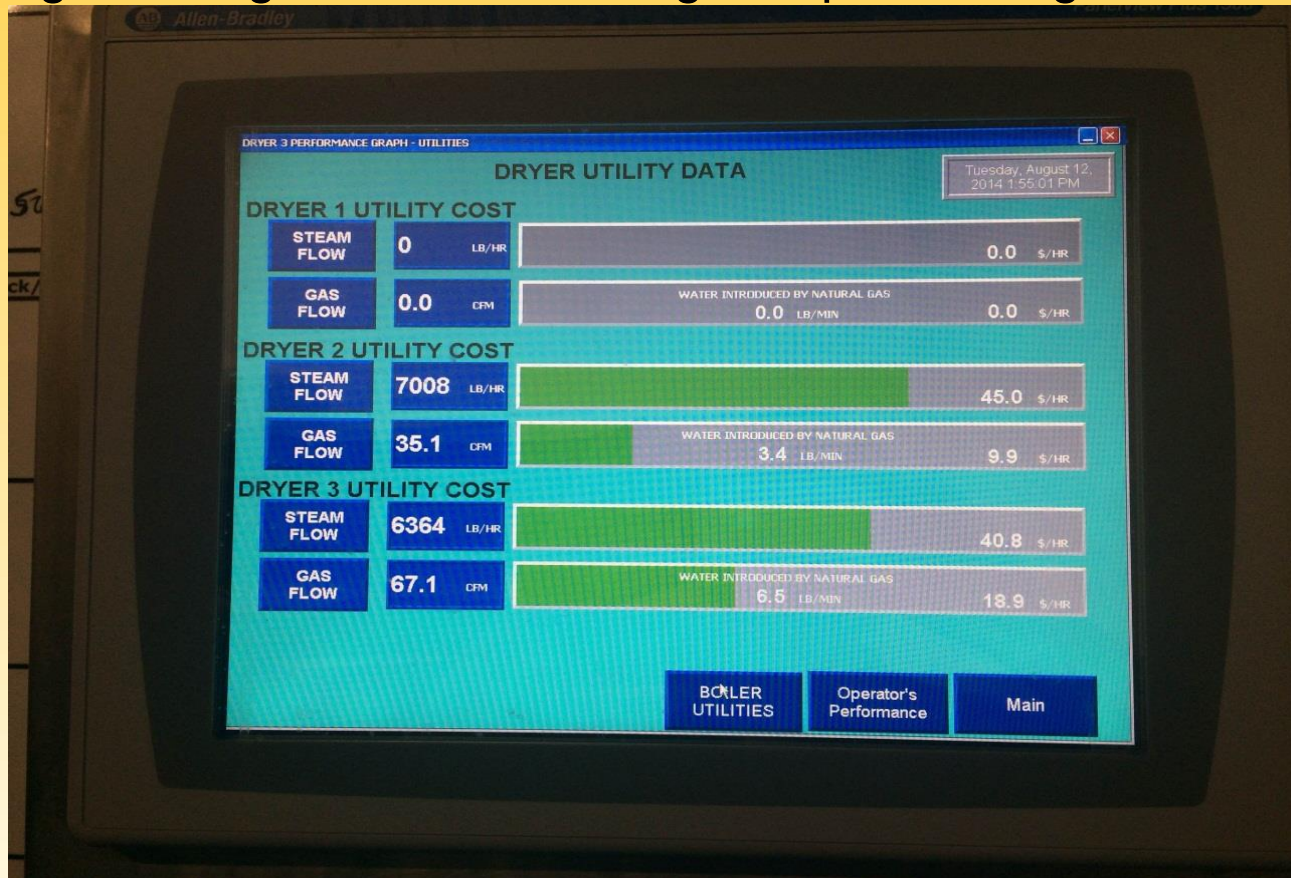 Allen-Bradley
DRYER 3 PERFORMANCE GRAPH - UTILITIES
DRYER UTILITY DATA
Tuesday, August 12,
2014 1:55:01 PM
DRYER 1 UTILITY COST
STEAM
FLOW
0 LB/HR
0.0 $/HR
GAS
FLOW
0.0 CFM
WATER INTRODUCED BY NATURAL GAS
0.0 LB/MIN
0.0 $/HR
DRYER 2 UTILITY COST
STEAM
FLOW
7008 LB/HR
45.0 $/HR
GAS
FLOW
35.1 CFM
WATER INTRODUCED BY NATURAL GAS
3.4 LB/MIN
9.9 $/HR
DRYER 3 UTILITY COST
STEAM
FLOW
6364 LB/HR
40.8 $/HR
GAS
FLOW
67.1 CFM
WATER INTRODUCED BY NATURAL GAS
6.5 LB/MIN
18.9 $/HR
BOILER
UTILITIES
Operator's
Performance
Main